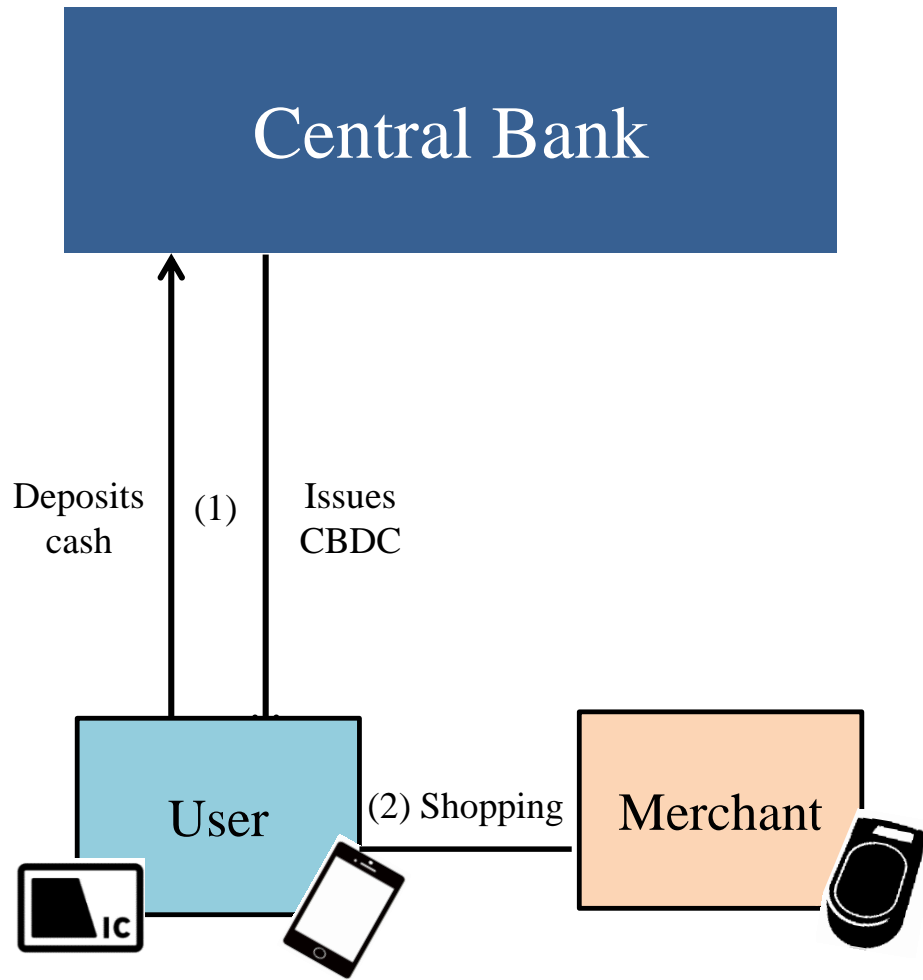 Central Bank
Deposits
cash
(1)
Issues
CBDC
User
(2) Shopping
Merchant
IC